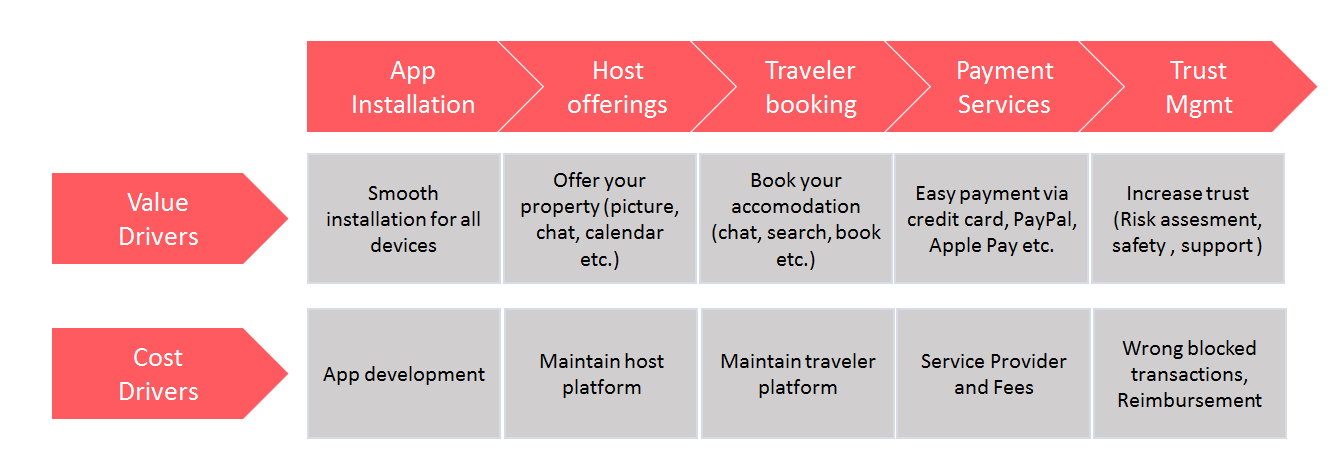 App
Installation
Host
offerings
Traveler
booking
Payment
Services
Trust
Mgmt
Value
Drivers
Smooth
installation for all
devices
Offer your
property (picture,
chat, calendar
etc.)
Book your
accomodation
(chat, search, book
etc.)
Easy payment via
credit card, PayPal,
Apple Pay etc.
Increase trust
(Risk assesment,
safety , support )
Cost
Drivers
App development
Maintain host
platform
Maintain traveler
platform
Service Provider
and Fees
Wrong blocked
transactions,
Reimbursement